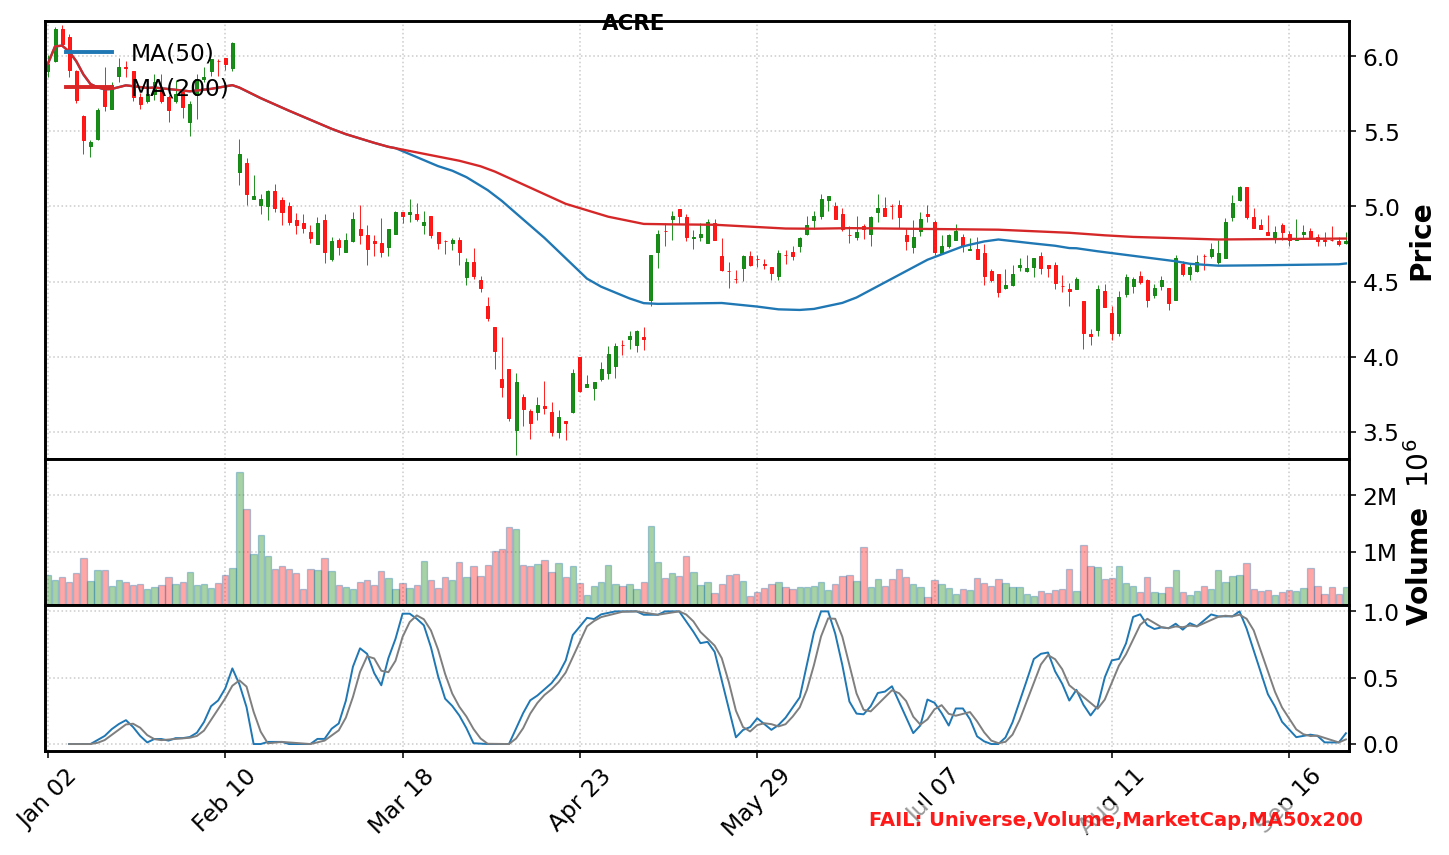 ACRE
MA(50)
MA(200)
6.0
5.5
5.0
4.5
4.0
3.5
Price
2M
1M
Volume 10⁶
1.0
0.5
0.0
Jan 02
Feb 10
Mar 18
Apr 23
May 29
Jul 07
Aug 11
Sep 16
FAIL: Universe,Volume,MarketCap,MA50x200